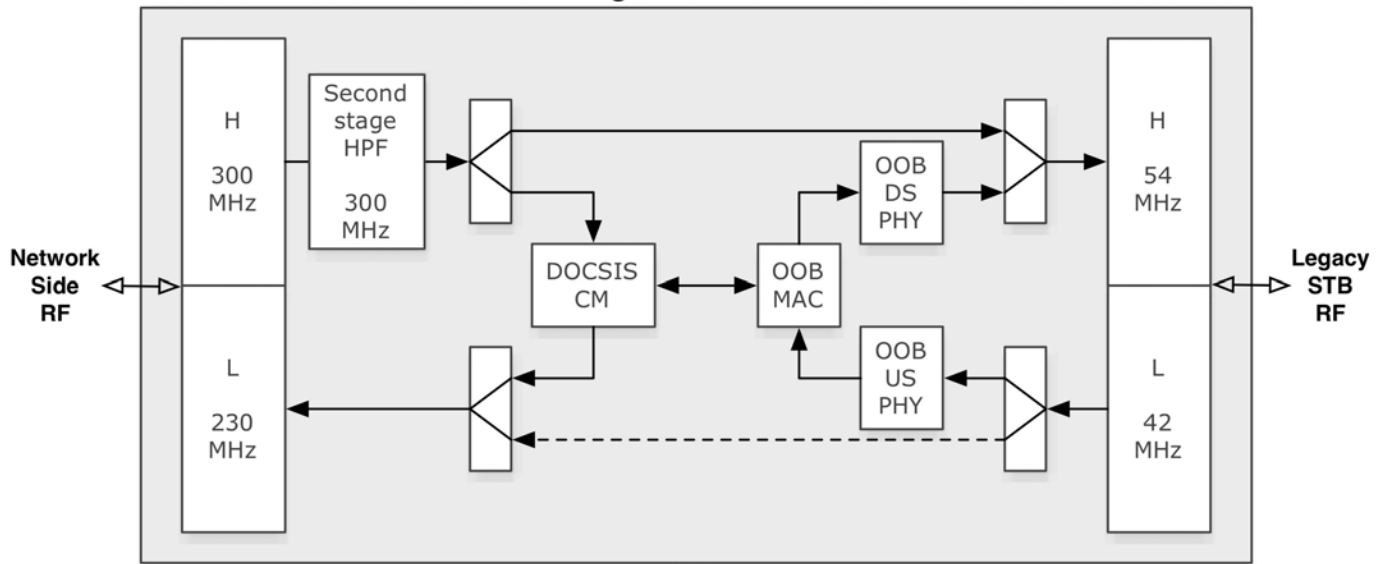 Network
Side
RF
H
300
MHz
L
230
MHz
Second
stage
HPF
300
MHz
DOCSIS
CM
OOB
MAC
OOB
DS
PHY
OOB
US
PHY
H
54
MHz
L
42
MHz
Legacy
STB
RF